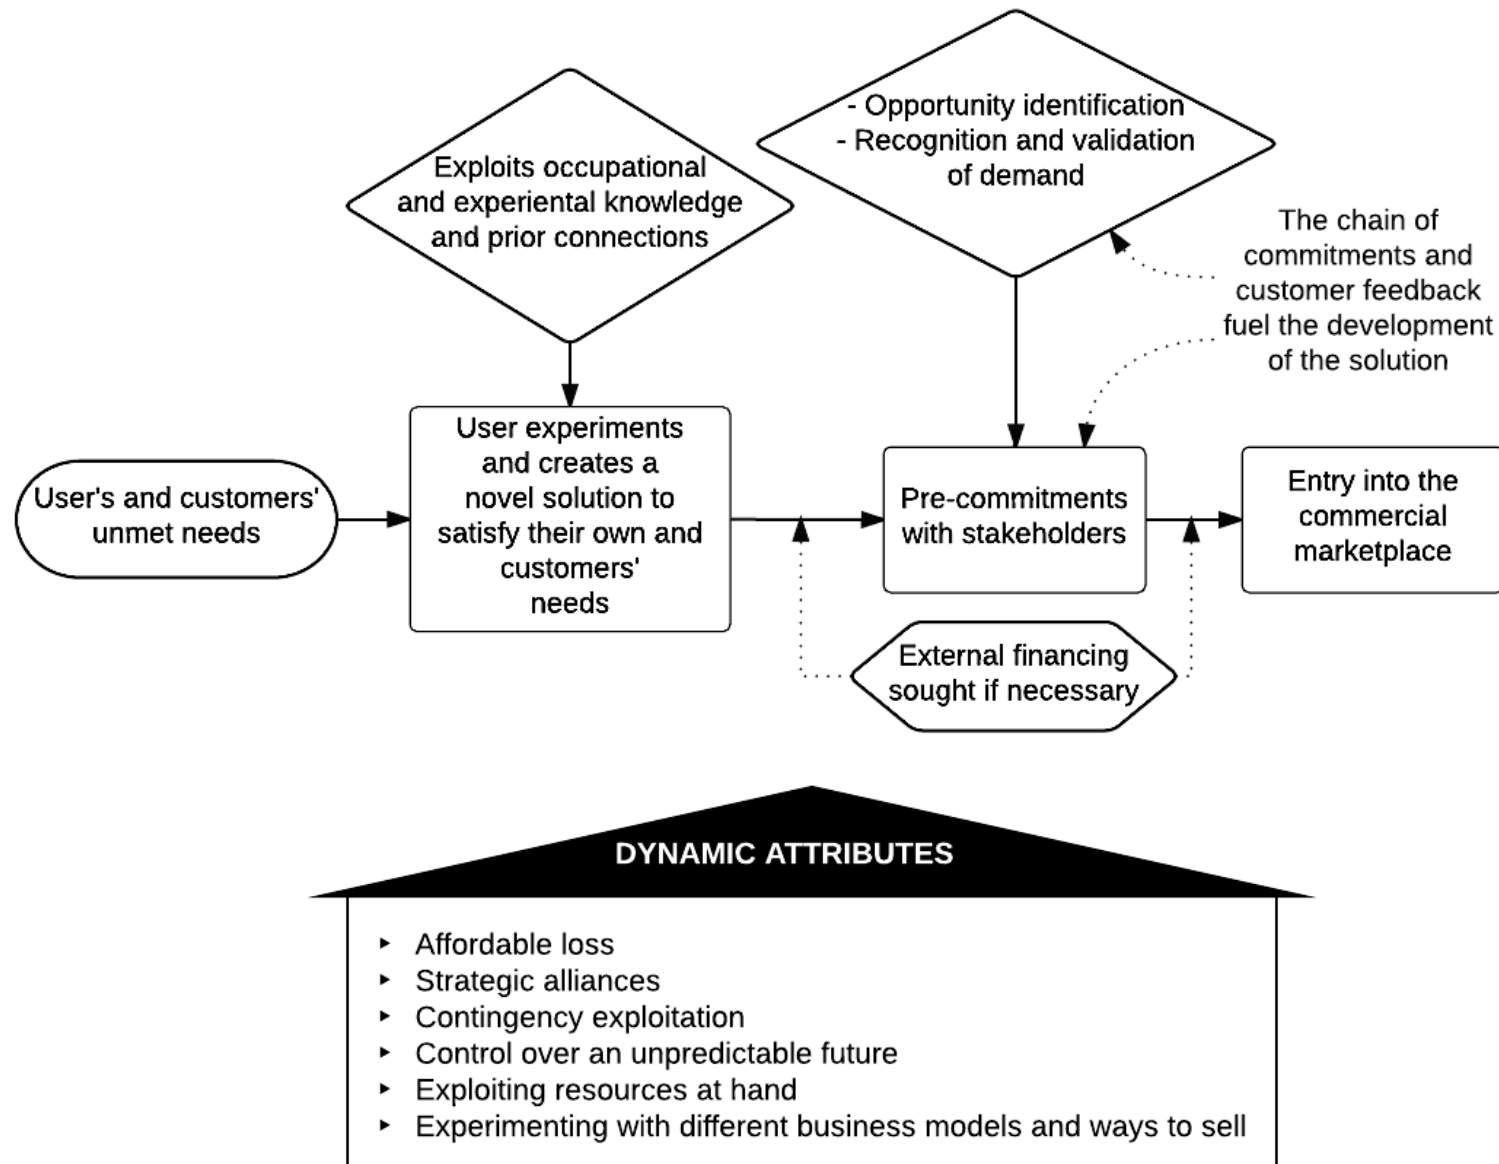 - Opportunity identification
- Recognition and validation
of demand
Exploits occupational
and experiental knowledge
and prior connections
The chain of
commitments and
customer feedback
fuel the development
of the solution
User's and customers'
unmet needs
User experiments
and creates a
novel solution to
satisfy their own and
customers'
needs
Pre-commitments
with stakeholders
Entry into the
commercial
marketplace
External financing
sought if necessary
DYNAMIC ATTRIBUTES
‣ Affordable loss
‣ Strategic alliances
‣ Contingency exploitation
‣ Control over an unpredictable future
‣ Exploiting resources at hand
‣ Experimenting with different business models and ways to sell